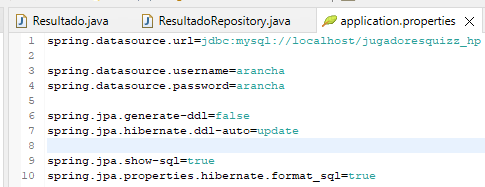 Resultado.java
ResultadoRepository.java
application.properties
1 spring.datasource.url=jdbc:mysql://localhost/jugadoresquizz_hp
2
3 spring.datasource.username=arancha
4 spring.datasource.password=arancha
5
6 spring.jpa.generate-ddl=false
7 spring.jpa.hibernate.ddl-auto=update
8
9 spring.jpa.show-sql=true
10 spring.jpa.properties.hibernate.format_sql=true